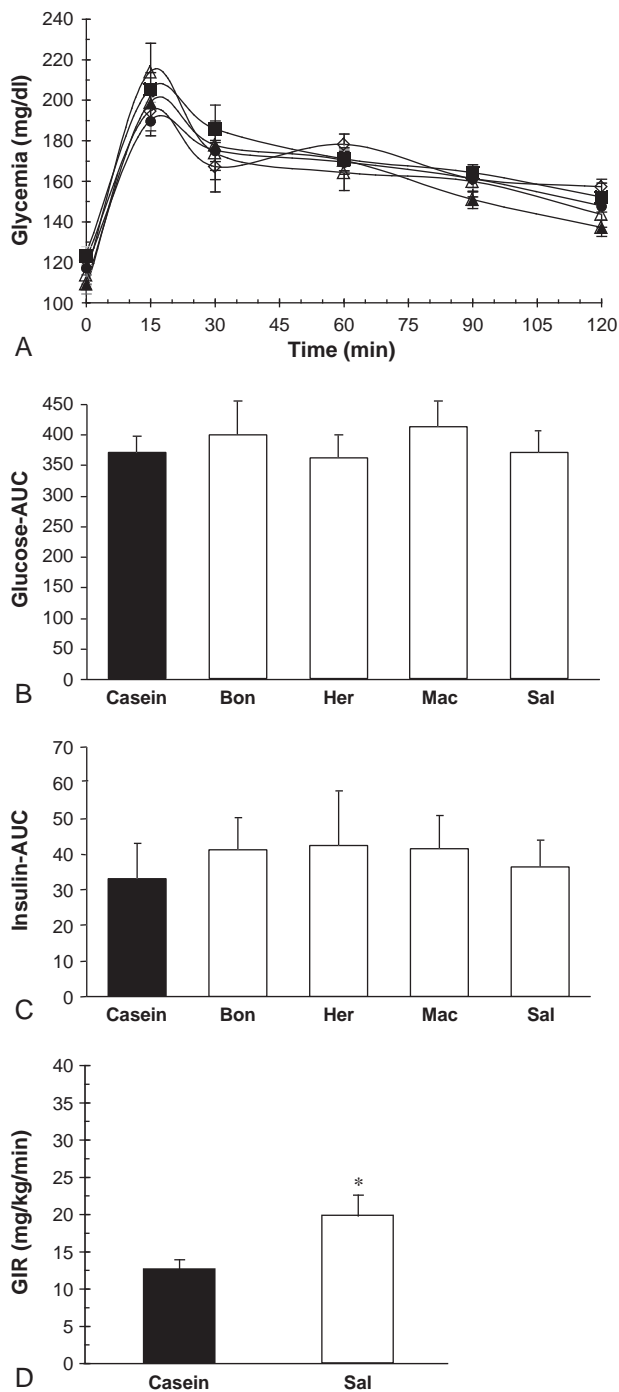 Glycemia (mg/dl)
240
220
200
180
160
140
120
100
0 15 30 45 60 75 90 105 120
Time (min)
A
Glucose-AUC
450
400
350
300
250
200
150
100
50
0
Casein Bon Her Mac Sal
B
Insulin-AUC
70
60
50
40
30
20
10
0
Casein Bon Her Mac Sal
C
GIR (mg/kg/min)
40
35
30
25
20
15
10
5
0
*
Casein Sal
D